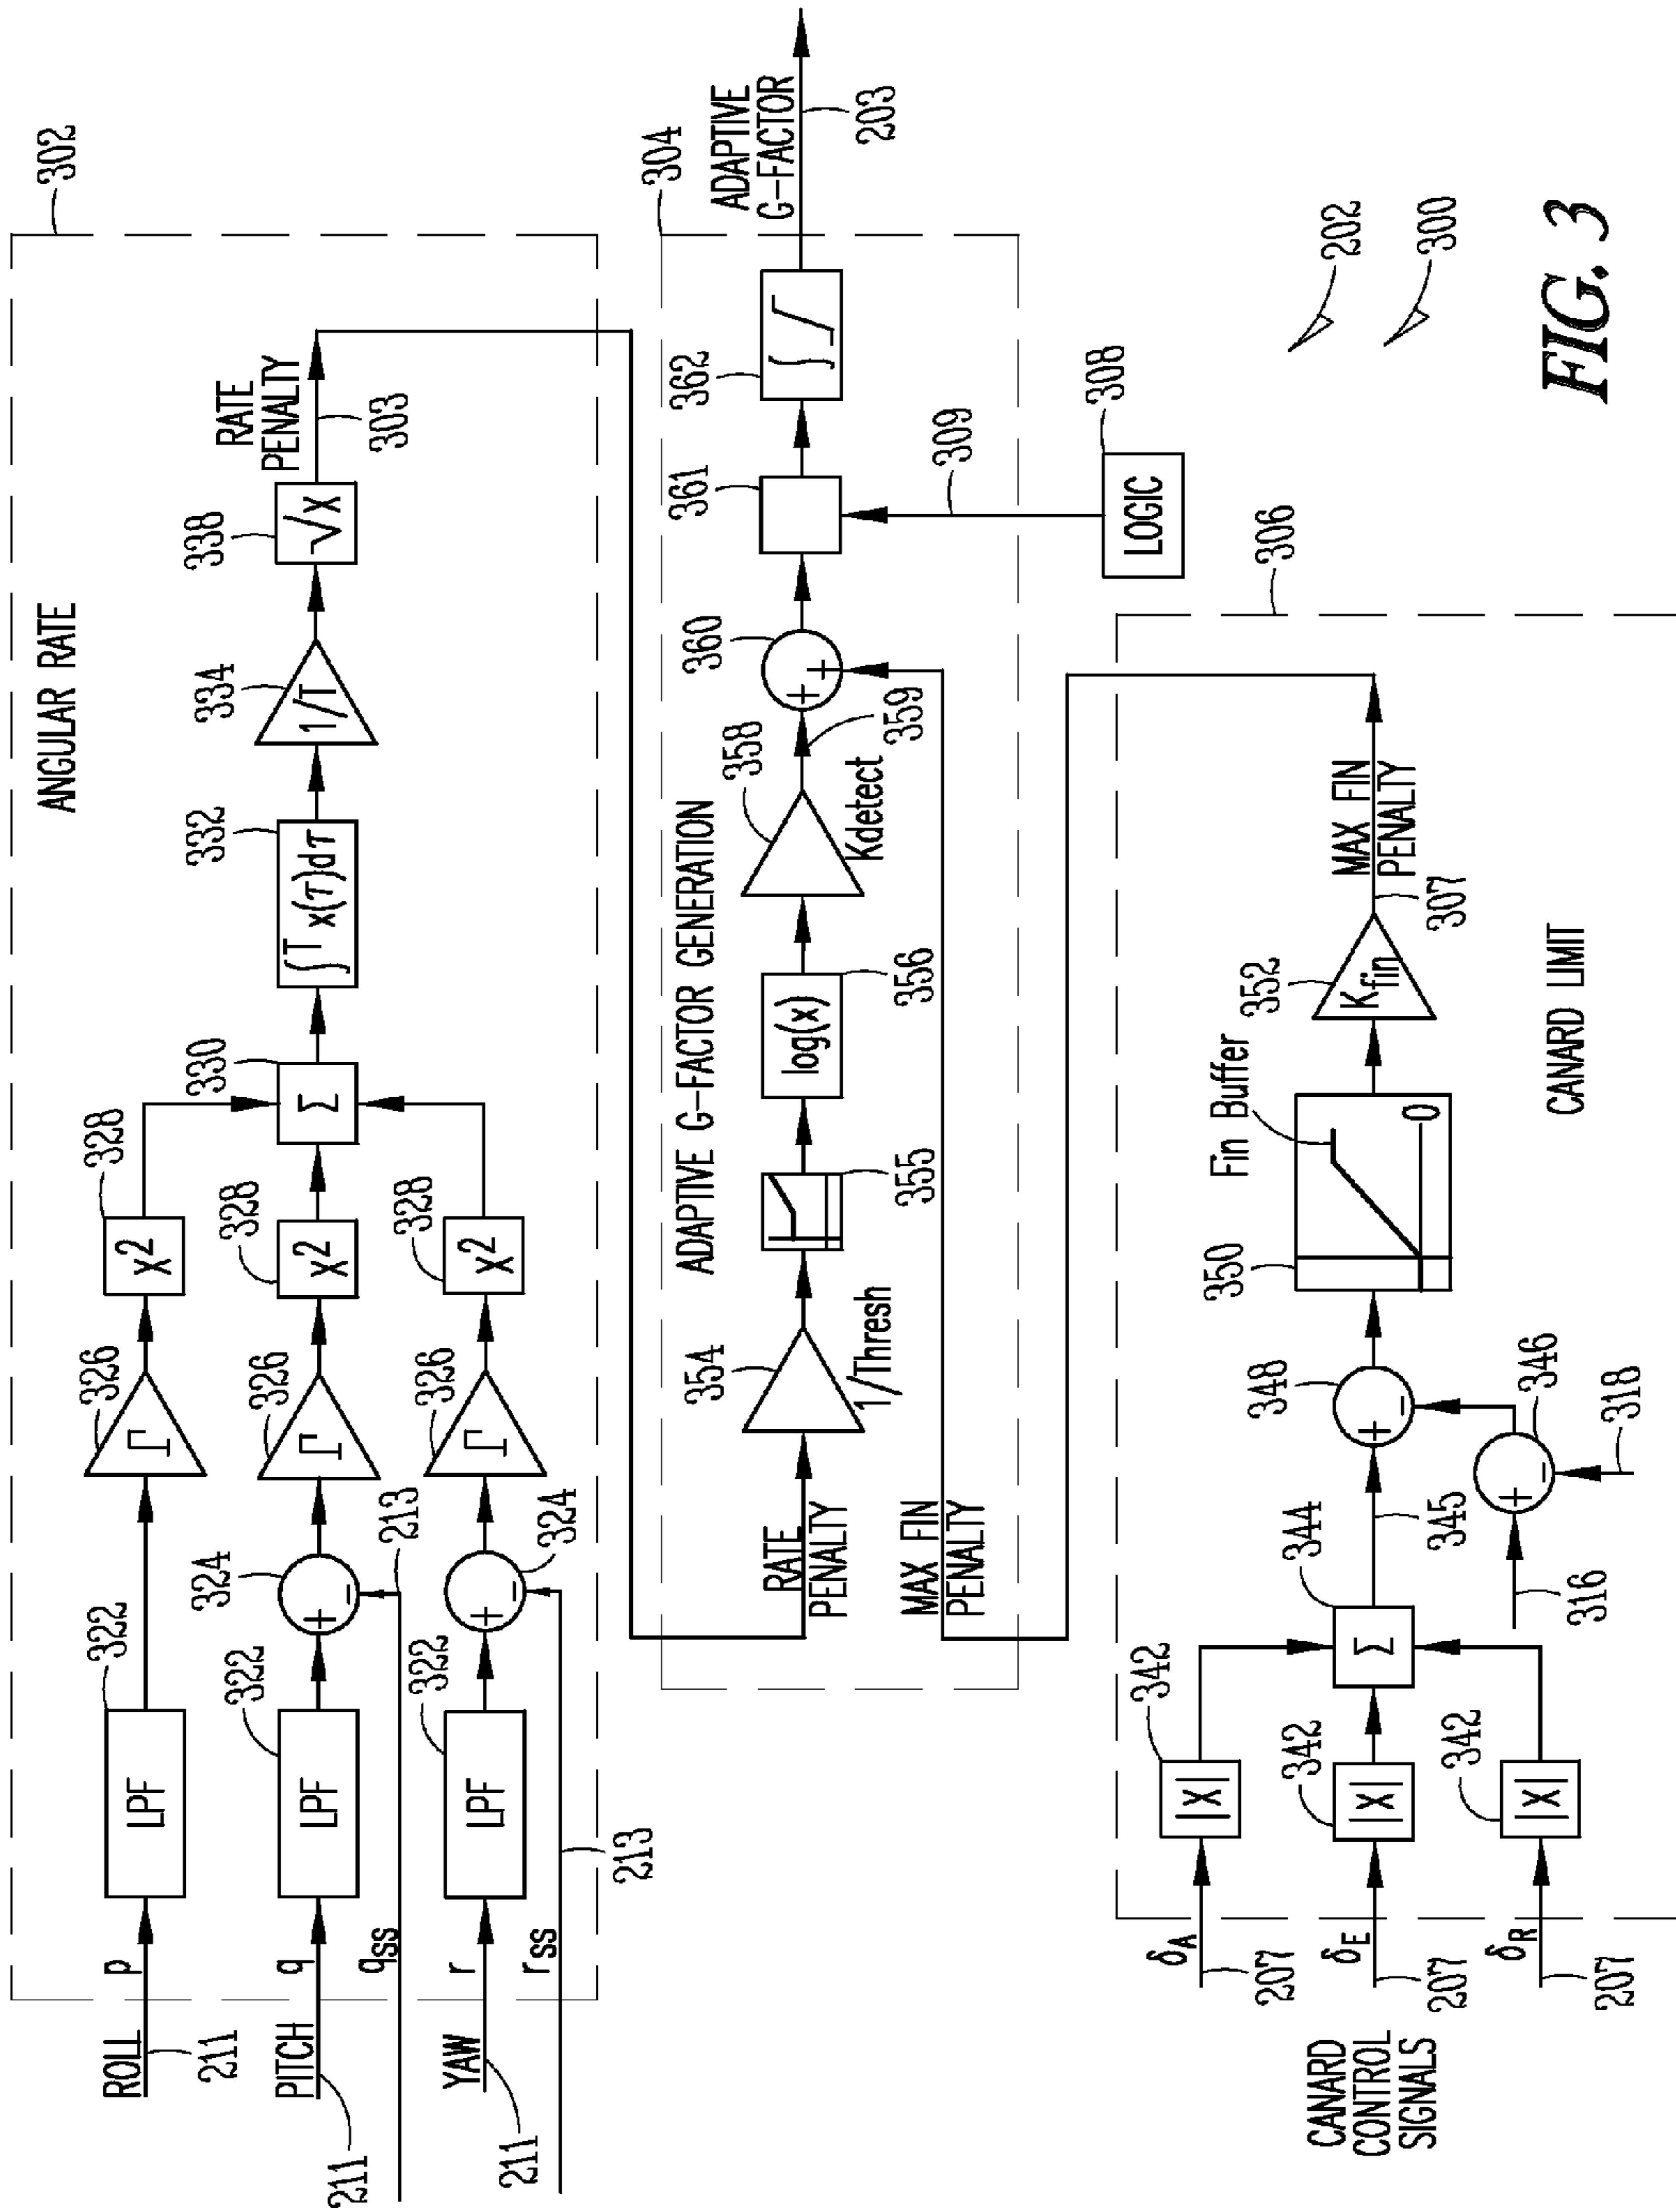 ANGULAR RATE
302
ROLL
211
p
LPF
322
Γ
326
x²
328
PITCH
211
q
LPF
322
324
+
−
213
qss
Γ
326
x²
328
YAW
211
r
LPF
322
324
+
−
213
rss
Γ
326
x²
328
Σ
330
∫ᵀ x(τ)dτ
332
1/T
334
√x
338
RATE
PENALTY
303
ADAPTIVE G-FACTOR GENERATION
304
RATE
PENALTY
354
1/Thresh
355
log(x)
356
358
Kdetect
359
360
+
+
361
309
LOGIC
308
∫
362
ADAPTIVE
G-FACTOR
203
MAX FIN
PENALTY
CANARD LIMIT
306
CANARD
CONTROL
SIGNALS
δA
207
|x|
342
δE
207
|x|
342
δR
207
|x|
342
Σ
344
345
+
−
348
316
+
−
346
318
350
Fin Buffer
0
Kfin
352
MAX FIN
PENALTY
307
202
300
FIG. 3